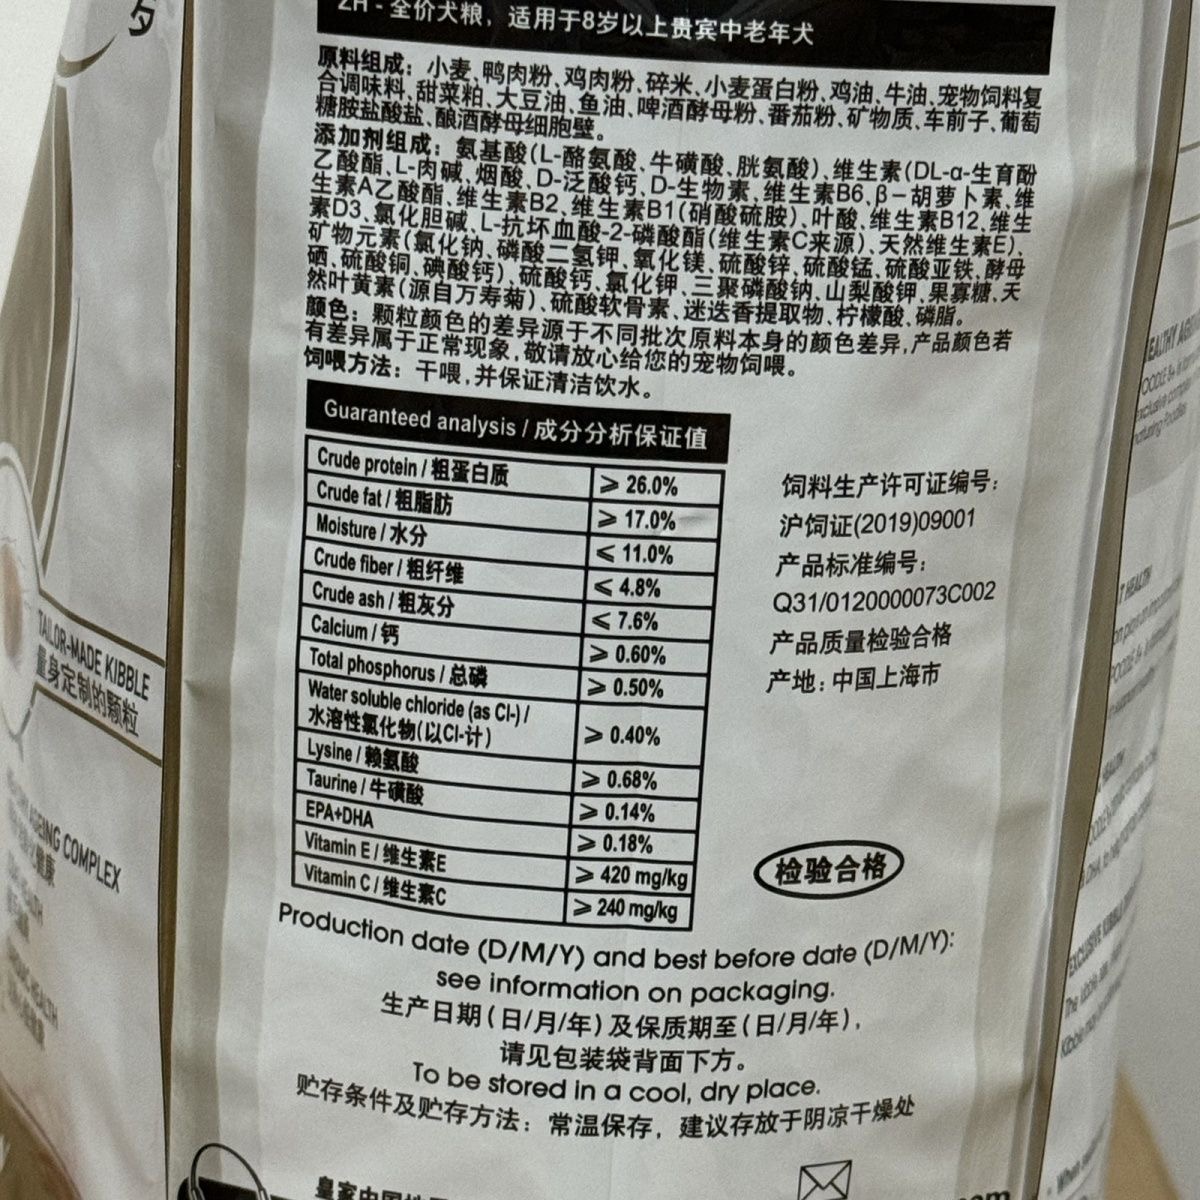 ZH - 全价犬粮，适用于8岁以上贵宾中老年犬
原料组成：小麦、鸭肉粉、鸡肉粉、碎米、小麦蛋白粉、鸡油、牛油、宠物饲料复
合调味料、甜菜粕、大豆油、鱼油、啤酒酵母粉、番茄粉、矿物质、车前子、葡萄
糖胺盐酸盐、酿酒酵母细胞壁。
添加剂组成：氨基酸(L-酪氨酸、牛磺酸、胱氨酸)、维生素(DL-α-生育酚
乙酸酯、L-肉碱、烟酸、D-泛酸钙、D-生物素、维生素B6、β-胡萝卜素、维
生素A乙酸酯、维生素B2、维生素B1(硝酸硫胺)、叶酸、维生素B12、维生
素D3、氯化胆碱、L-抗坏血酸-2-磷酸酯(维生素C来源)、天然维生素E)、
矿物元素(氯化钠、磷酸二氢钾、氧化镁、硫酸锌、硫酸锰、硫酸亚铁、酵母
硒、硫酸铜、碘酸钙)、硫酸钙、氯化钾、三聚磷酸钠、山梨酸钾、果寡糖、天
然叶黄素(源自万寿菊)、硫酸软骨素、迷迭香提取物、柠檬酸、磷脂。
颜色：颗粒颜色的差异源于不同批次原料本身的颜色差异,产品颜色若
有差异属于正常现象,敬请放心给您的宠物饲喂。
饲喂方法：干喂,并保证清洁饮水。
Guaranteed analysis / 成分分析保证值
Crude protein / 粗蛋白质 ≥ 26.0%
Crude fat / 粗脂肪 ≥ 17.0%
Moisture / 水分 ≤ 11.0%
Crude fiber / 粗纤维 ≤ 4.8%
Crude ash / 粗灰分 ≤ 7.6%
Calcium / 钙 ≥ 0.60%
Total phosphorus / 总磷 ≥ 0.50%
Water soluble chloride (as Cl-) /
水溶性氯化物(以Cl-计) ≥ 0.40%
Lysine / 赖氨酸 ≥ 0.68%
Taurine / 牛磺酸 ≥ 0.14%
EPA+DHA ≥ 0.18%
Vitamin E / 维生素E ≥ 420 mg/kg
Vitamin C / 维生素C ≥ 240 mg/kg
饲料生产许可证编号：
沪饲证(2019)09001
产品标准编号：
Q31/0120000073C002
产品质量检验合格
产地：中国上海市
检验合格
Production date (D/M/Y) and best before date (D/M/Y):
see information on packaging.
生产日期(日/月/年)及保质期至(日/月/年)，
请见包装袋背面下方。
To be stored in a cool, dry place.
贮存条件及贮存方法：常温保存，建议存放于阴凉干燥处
TAILOR-MADE KIBBLE
量身定制的颗粒
AGEING COMPLEX